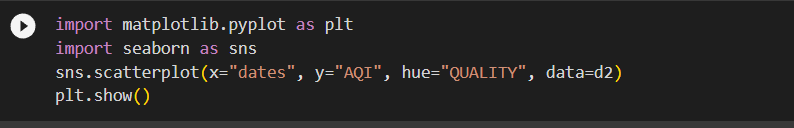 import matplotlib.pyplot as plt
import seaborn as sns
sns.scatterplot(x="dates", y="AQI", hue="QUALITY", data=d2)
plt.show()